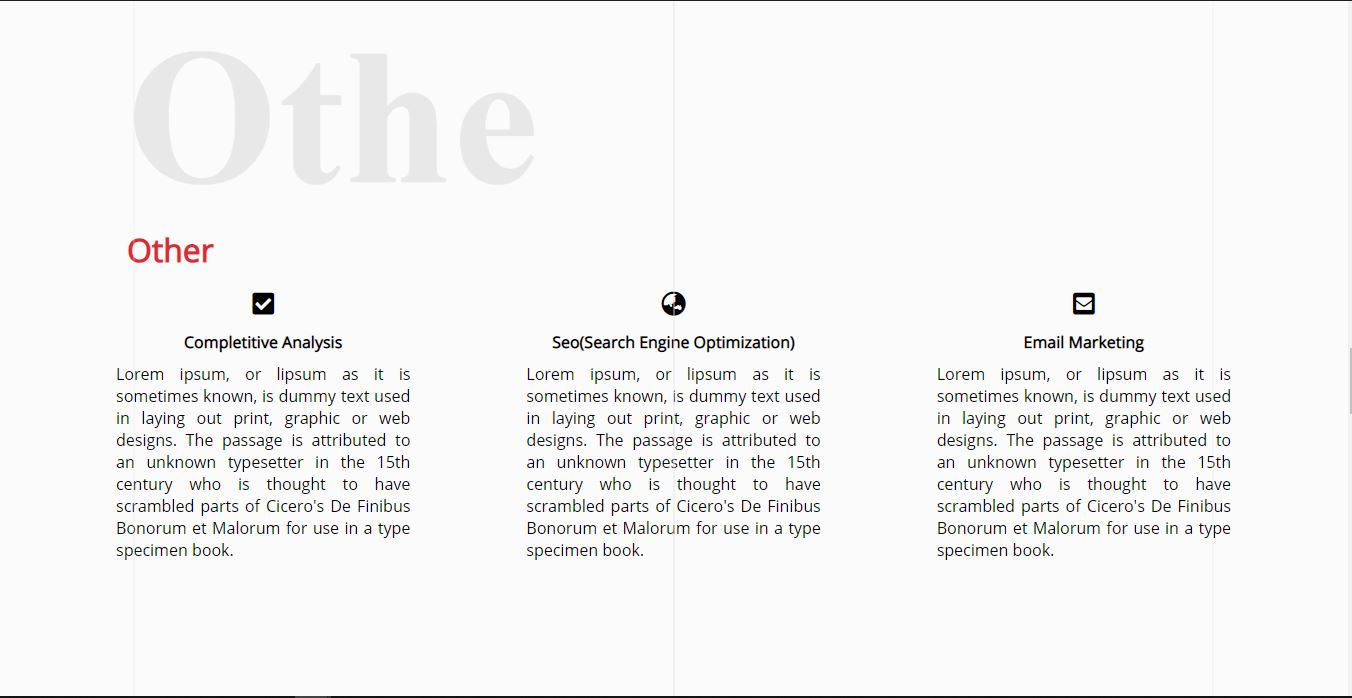 Othe
Other
Completitive Analysis
Lorem ipsum, or lipsum as it is
sometimes known, is dummy text used
in laying out print, graphic or web
designs. The passage is attributed to
an unknown typesetter in the 15th
century who is thought to have
scrambled parts of Cicero's De Finibus
Bonorum et Malorum for use in a type
specimen book.
Seo(Search Engine Optimization)
Lorem ipsum, or lipsum as it is
sometimes known, is dummy text used
in laying out print, graphic or web
designs. The passage is attributed to
an unknown typesetter in the 15th
century who is thought to have
scrambled parts of Cicero's De Finibus
Bonorum et Malorum for use in a type
specimen book.
Email Marketing
Lorem ipsum, or lipsum as it is
sometimes known, is dummy text used
in laying out print, graphic or web
designs. The passage is attributed to
an unknown typesetter in the 15th
century who is thought to have
scrambled parts of Cicero's De Finibus
Bonorum et Malorum for use in a type
specimen book.